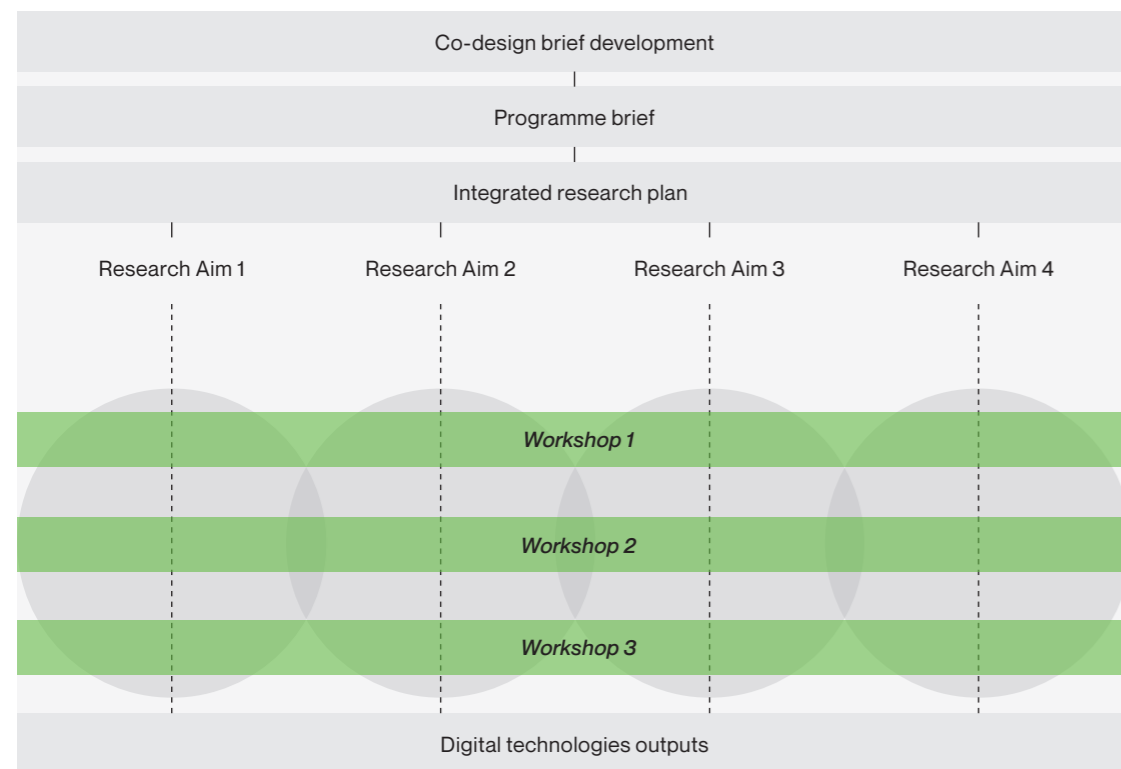 Co-design brief development
Programme brief
Integrated research plan
Research Aim 1
Research Aim 2
Research Aim 3
Research Aim 4
Workshop 1
Workshop 2
Workshop 3
Digital technologies outputs